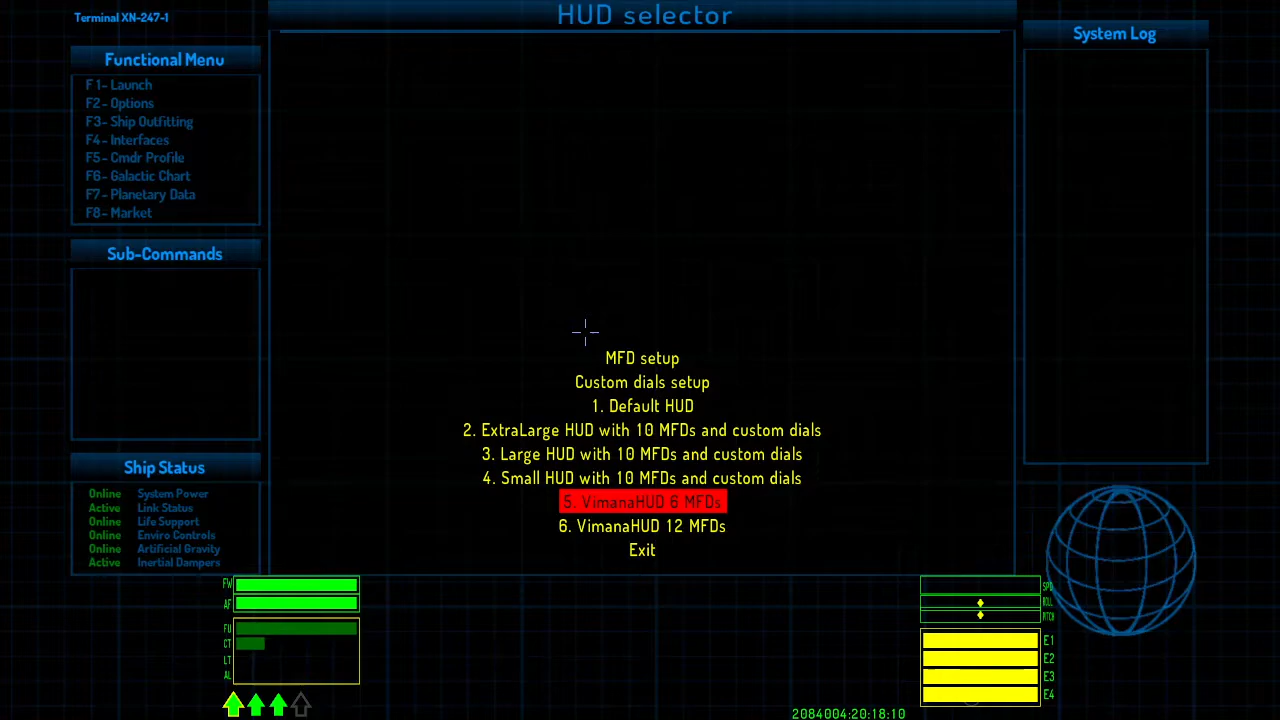 Terminal XN-247-1
HUD selector
System Log
Functional Menu
F1- Launch
F2- Options
F3- Ship Outfitting
F4- Interfaces
F5- Cmdr Profile
F6- Galactic Chart
F7- Planetary Data
F8- Market
Sub-Commands
MFD setup
Custom dials setup
1. Default HUD
2. ExtraLarge HUD with 10 MFDs and custom dials
3. Large HUD with 10 MFDs and custom dials
4. Small HUD with 10 MFDs and custom dials
5. VimanaHUD 6 MFDs
6. VimanaHUD 12 MFDs
Exit
Ship Status
Online System Power
Active Link Status
Online Life Support
Online Enviro Controls
Online Artificial Gravity
Active Inertial Dampers
FW
AF
FU
CT
LT
AL
SPD
ROLL
PITCH
E1
E2
E3
E4
2084004:20:18:10